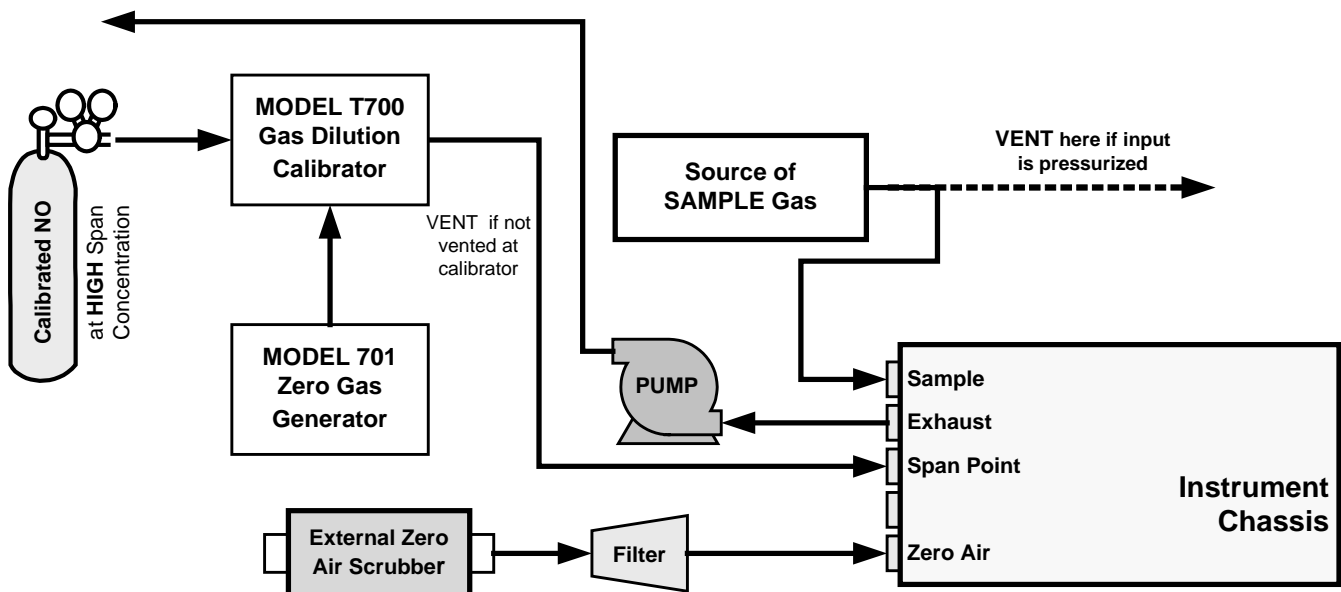 MODEL T700
Gas Dilution
Calibrator
Calibrated NO
at HIGH Span
Concentration
VENT if not
vented at
calibrator
MODEL 701
Zero Gas
Generator
Source of
SAMPLE Gas
VENT here if input
is pressurized
PUMP
Sample
Exhaust
Span Point
Zero Air
Instrument
Chassis
External Zero
Air Scrubber
Filter